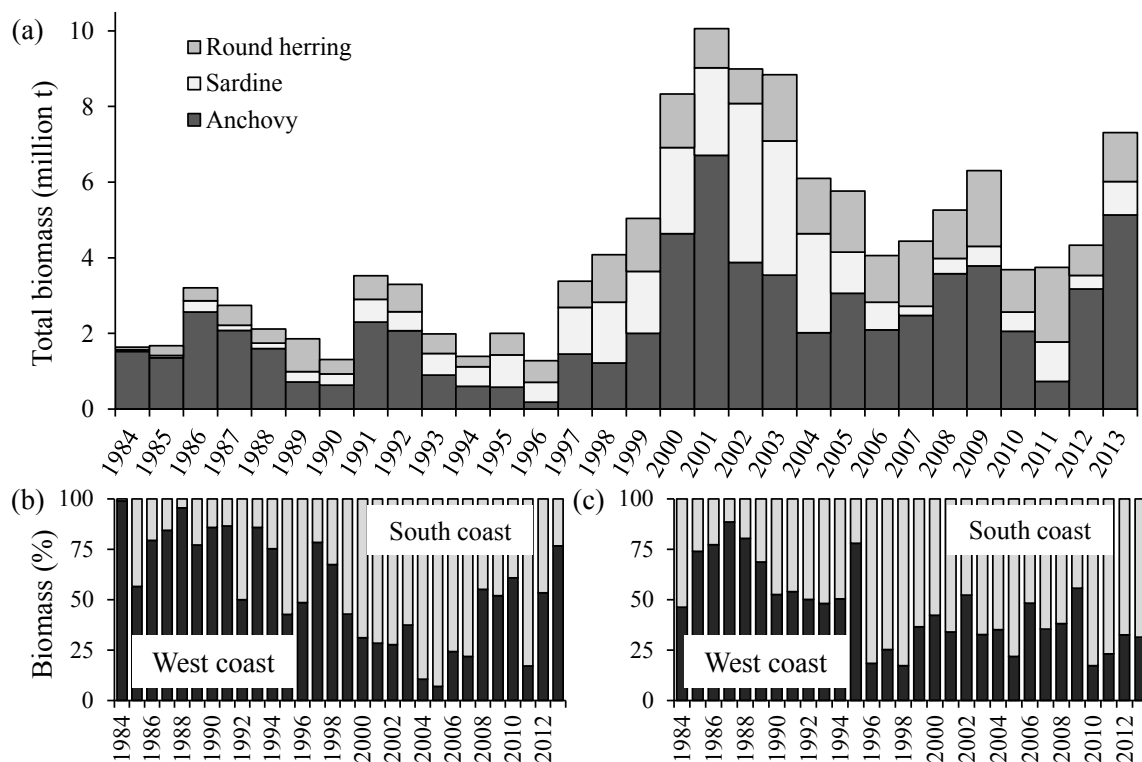 (a)
Total biomass (million t)
10
8
6
4
2
0
Round herring
Sardine
Anchovy
1984 1985 1986 1987 1988 1989 1990 1991 1992 1993 1994 1995 1996 1997 1998 1999 2000 2001 2002 2003 2004 2005 2006 2007 2008 2009 2010 2011 2012 2013
(b)
Biomass (%)
100
75
50
25
0
South coast
West coast
1984 1986 1988 1990 1992 1994 1996 1998 2000 2002 2004 2006 2008 2010 2012
(c)
100
75
50
25
0
South coast
West coast
1984 1986 1988 1990 1992 1994 1996 1998 2000 2002 2004 2006 2008 2010 2012